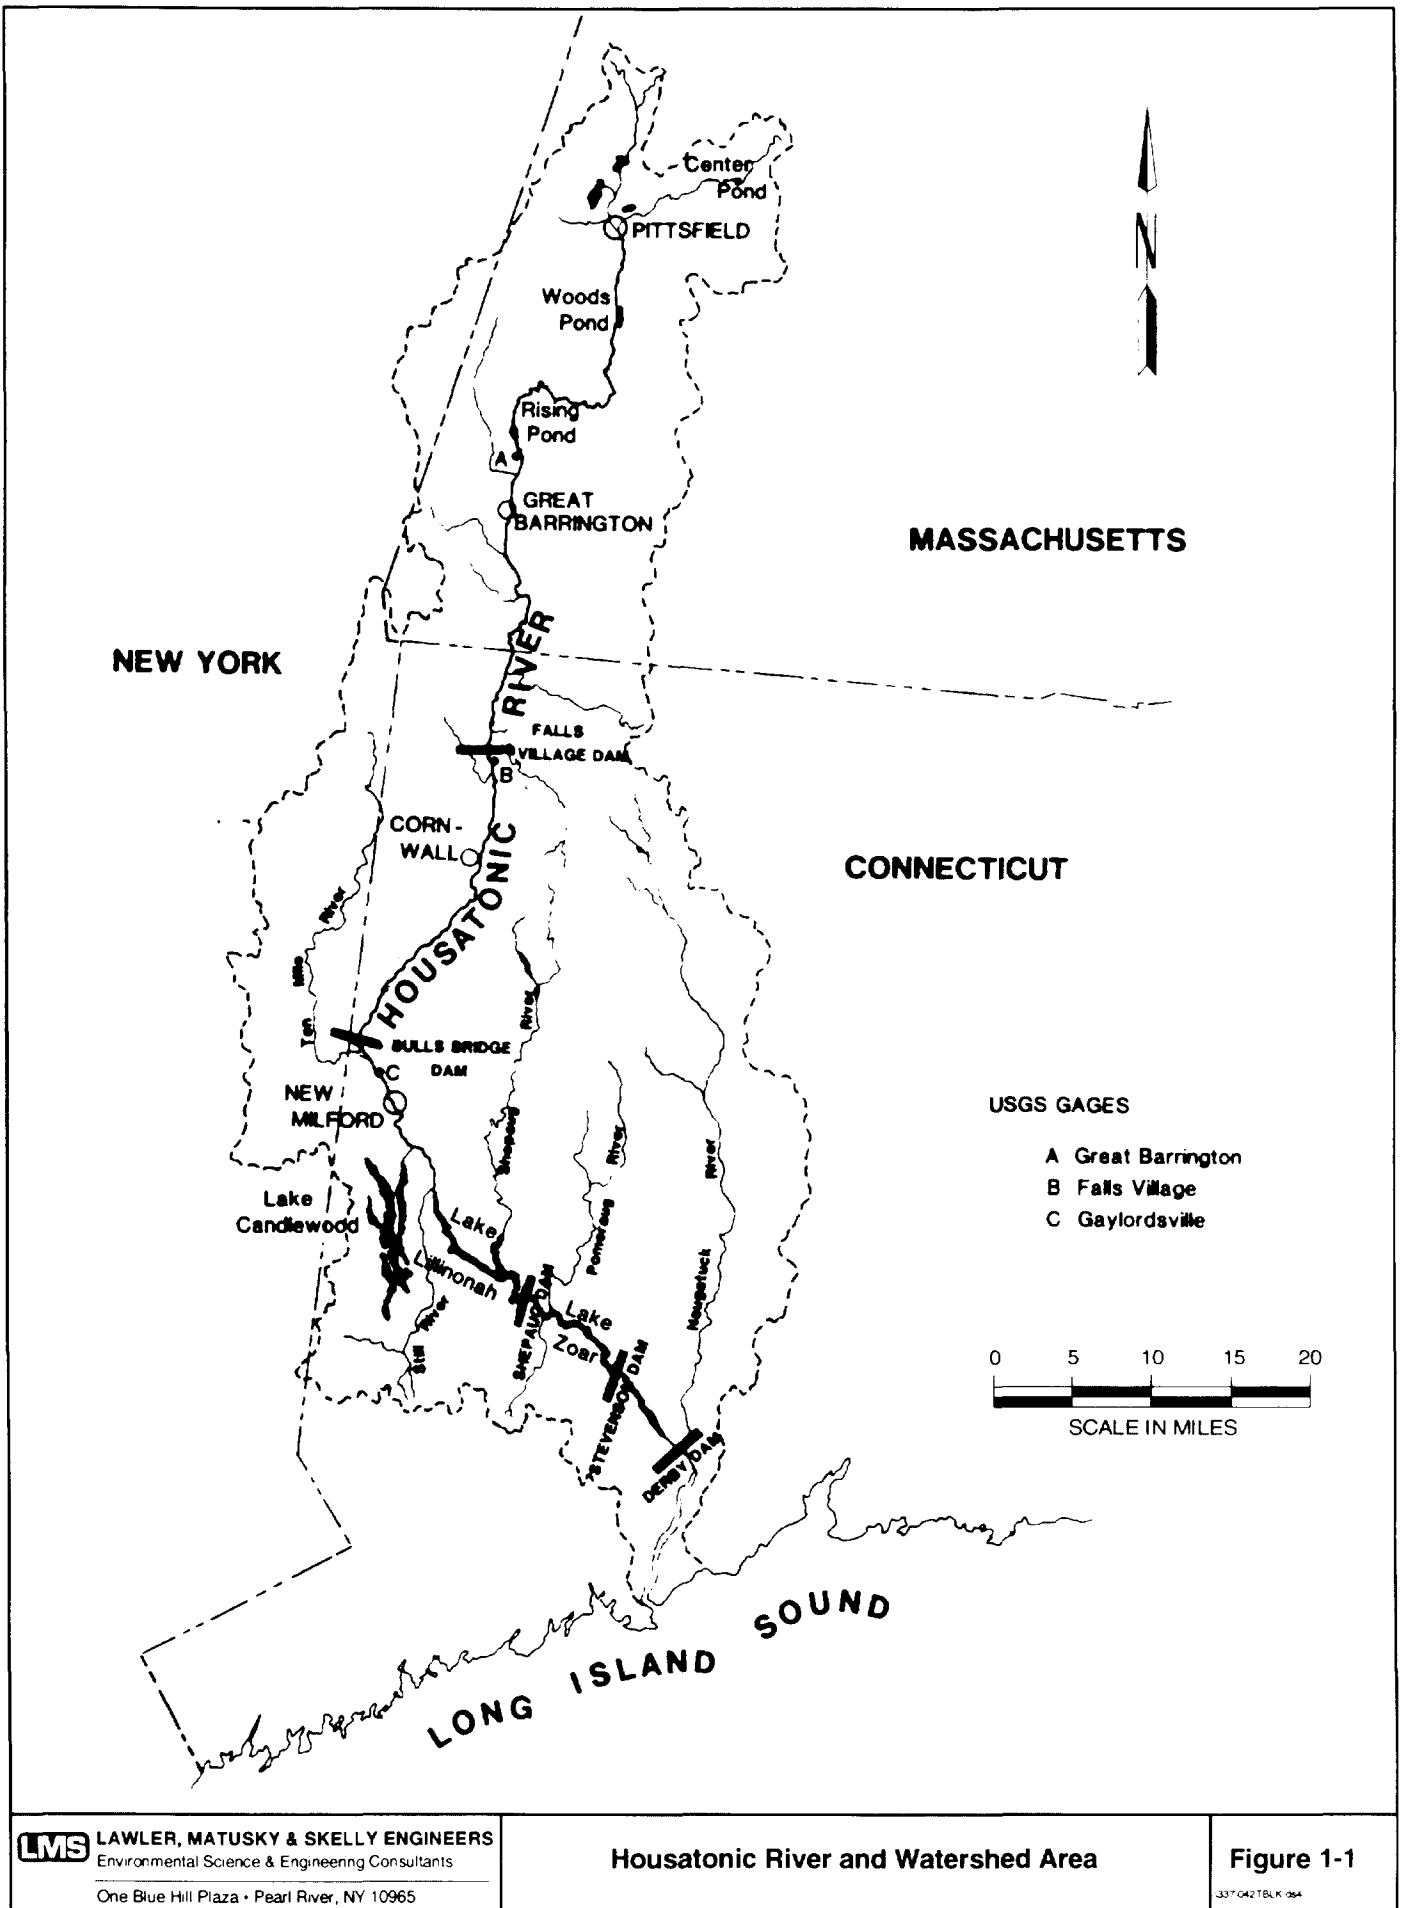 Center
Pond
PITTSFIELD
Woods
Pond
Rising
Pond
A
GREAT
BARRINGTON
N
MASSACHUSETTS
NEW YORK
HOUSATONIC RIVER
FALLS
VILLAGE DAM
B
CORN-
WALL
CONNECTICUT
Ten Mile River
BULLS BRIDGE
DAM
C
NEW
MILFORD
Shepaug River
Pomeraug River
Naugatuck River
USGS GAGES
A Great Barrington
B Falls Village
C Gaylordsville
Lake
Candlewood
Lake
Lillinonah
Still River
SHEPAUG DAM
Lake
Zoar
STEVENSON DAM
DERBY DAM
0 5 10 15 20
SCALE IN MILES
LONG ISLAND SOUND
LMS
LAWLER, MATUSKY & SKELLY ENGINEERS
Environmental Science & Engineering Consultants
One Blue Hill Plaza • Pearl River, NY 10965
Housatonic River and Watershed Area
Figure 1-1